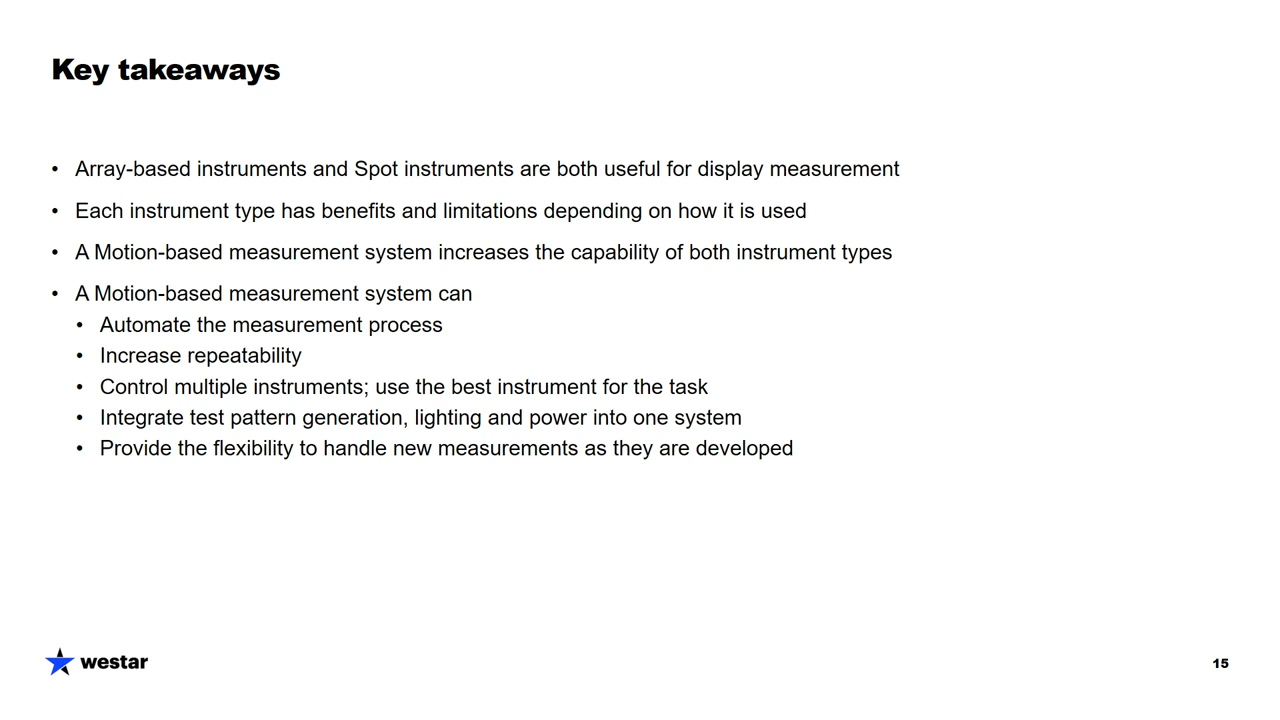 Key takeaways
• Array-based instruments and Spot instruments are both useful for display measurement
• Each instrument type has benefits and limitations depending on how it is used
• A Motion-based measurement system increases the capability of both instrument types
• A Motion-based measurement system can
• Automate the measurement process
• Increase repeatability
• Control multiple instruments; use the best instrument for the task
• Integrate test pattern generation, lighting and power into one system
• Provide the flexibility to handle new measurements as they are developed
westar
15